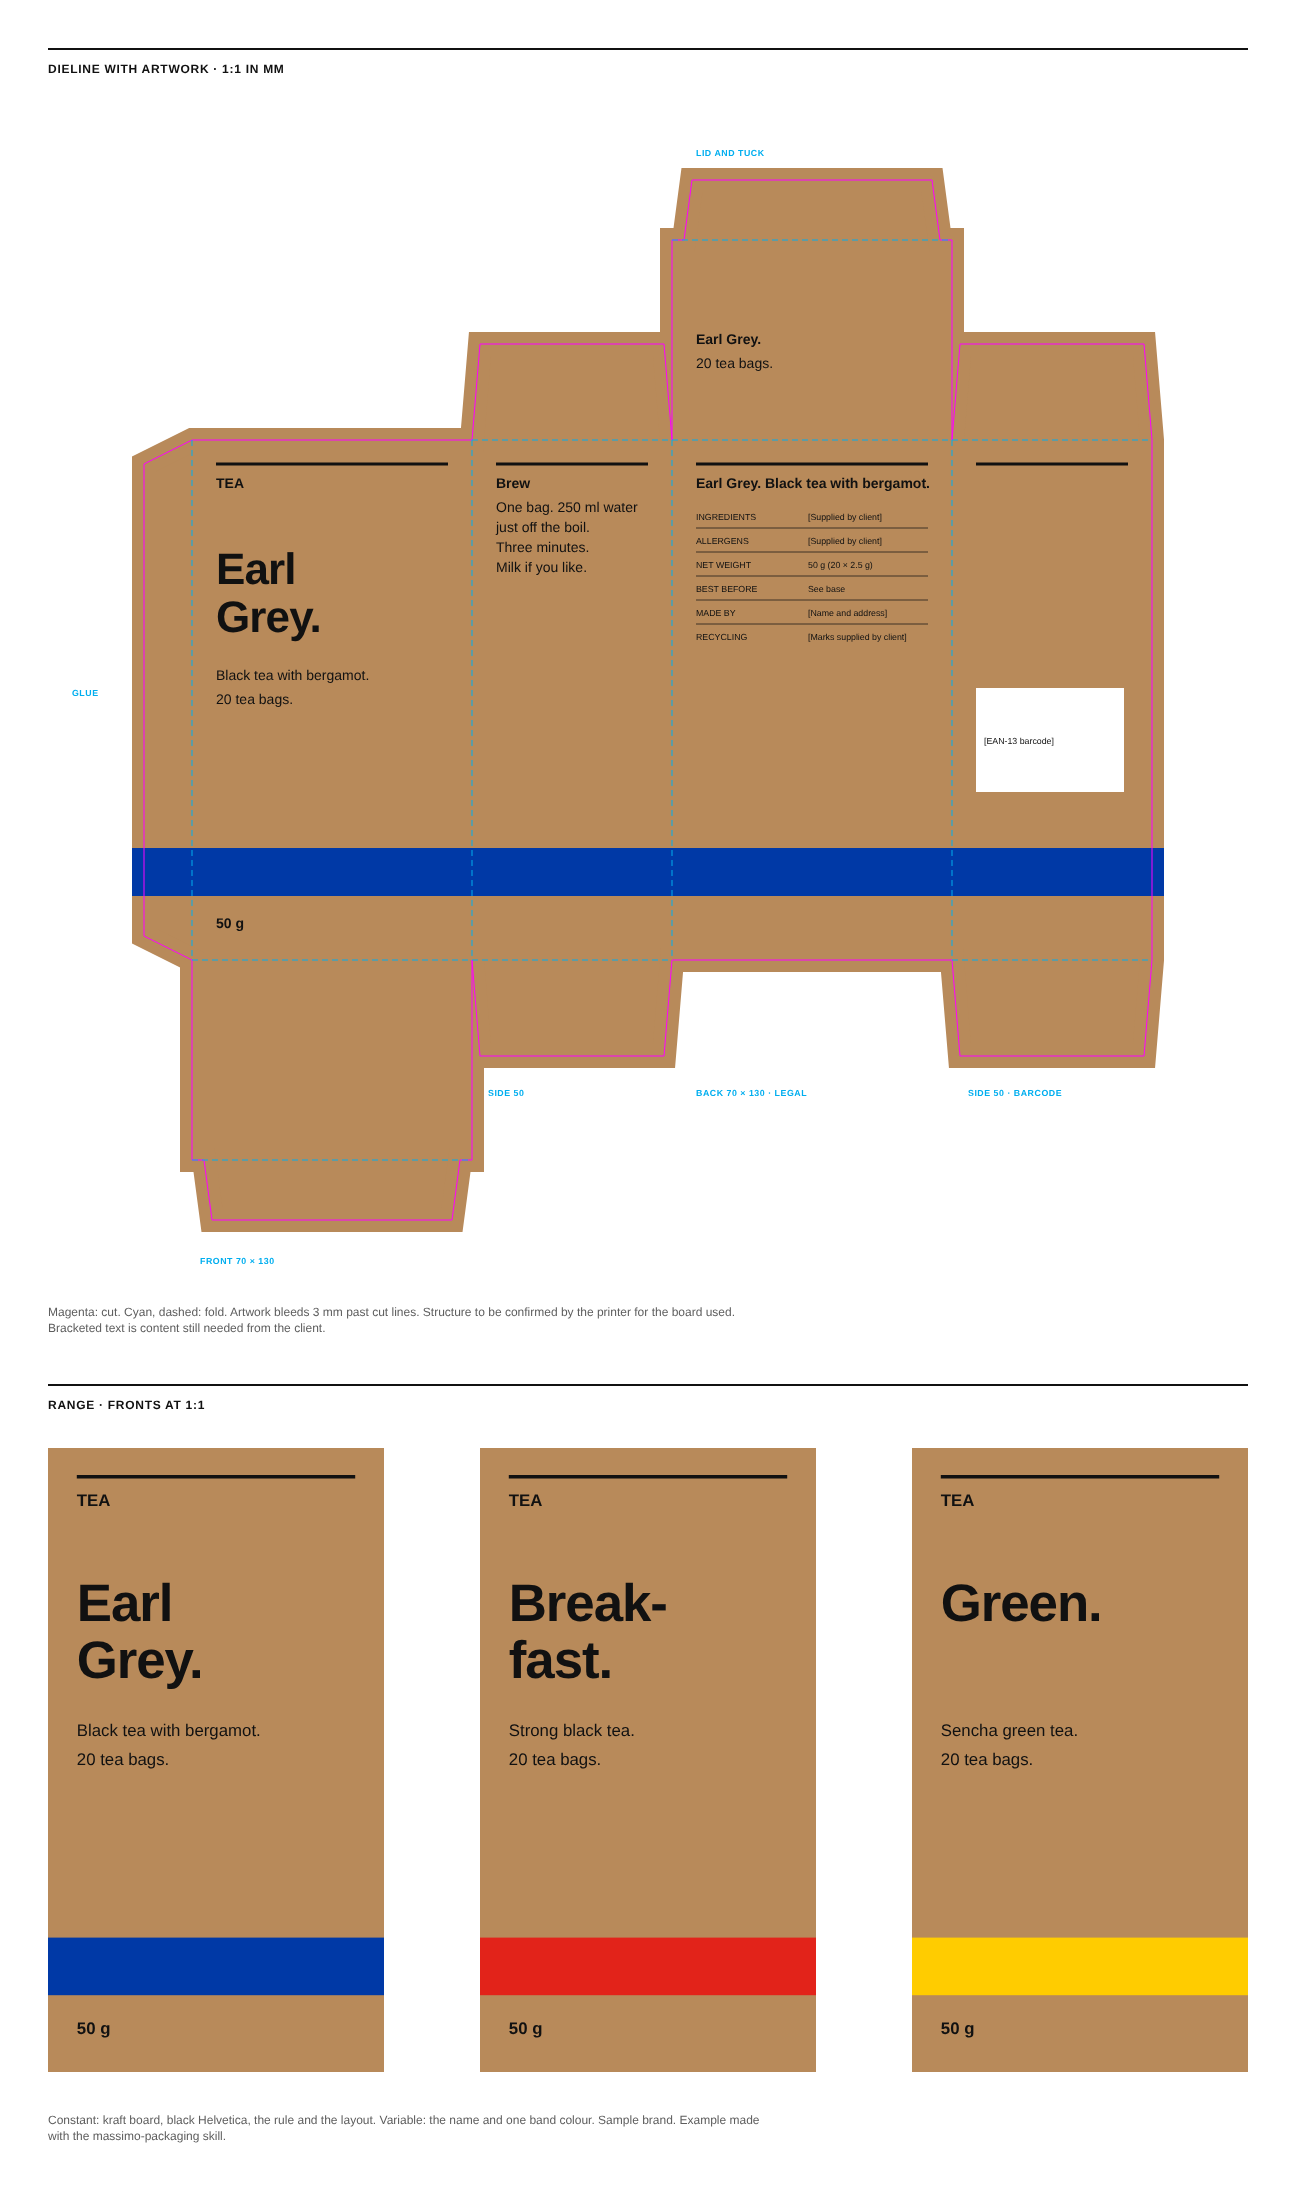 DIELINE WITH ARTWORK · 1:1 IN MM
LID AND TUCK
Earl Grey.
20 tea bags.
TEA
Earl
Grey.
Black tea with bergamot.
20 tea bags.
50 g
Brew
One bag. 250 ml water
just off the boil.
Three minutes.
Milk if you like.
Earl Grey. Black tea with bergamot.
INGREDIENTS [Supplied by client]
ALLERGENS [Supplied by client]
NET WEIGHT 50 g (20 × 2.5 g)
BEST BEFORE See base
MADE BY [Name and address]
RECYCLING [Marks supplied by client]
[EAN-13 barcode]
GLUE
SIDE 50
BACK 70 × 130 · LEGAL
SIDE 50 · BARCODE
FRONT 70 × 130
Magenta: cut. Cyan, dashed: fold. Artwork bleeds 3 mm past cut lines. Structure to be confirmed by the printer for the board used.
Bracketed text is content still needed from the client.
RANGE · FRONTS AT 1:1
TEA
Earl
Grey.
Black tea with bergamot.
20 tea bags.
50 g
TEA
Break-
fast.
Strong black tea.
20 tea bags.
50 g
TEA
Green.
Sencha green tea.
20 tea bags.
50 g
Constant: kraft board, black Helvetica, the rule and the layout. Variable: the name and one band colour. Sample brand. Example made
with the massimo-packaging skill.